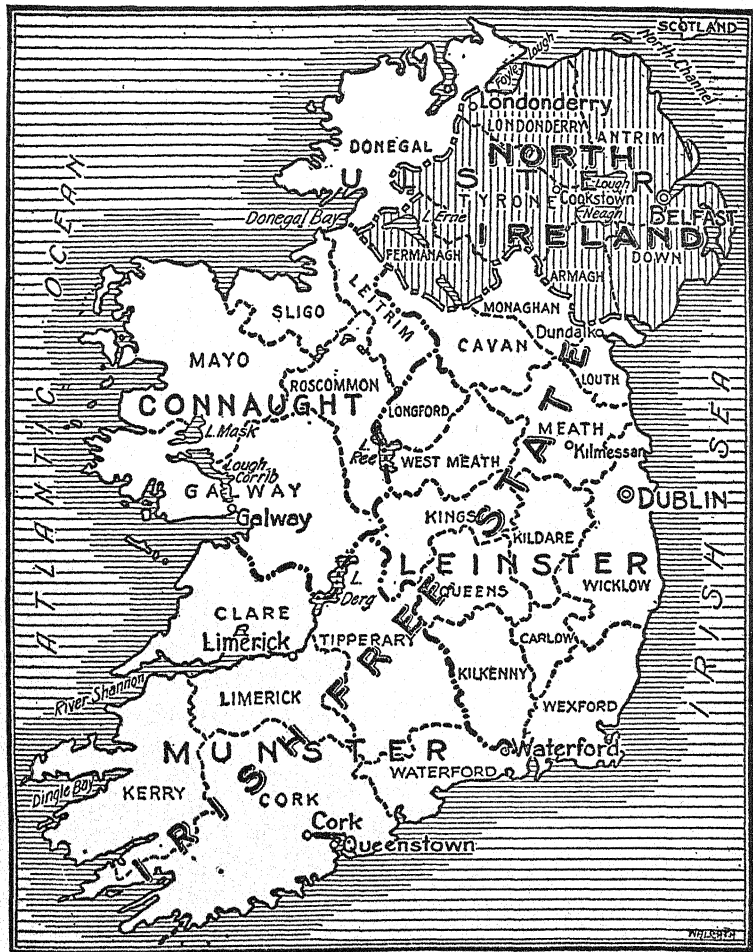 SCOTLAND
North Channel
Lough
Foyle
Londonderry
LONDONDERRY
ANTRIM
DONEGAL
NORTH
ULSTER
TYRONE
Lough
Cookstown
Neagh
BELFAST
Donegal Bay
L. Erne
IRELAND
DOWN
FERMANAGH
ARMAGH
LEITRIM
MONAGHAN
SLIGO
CAVAN
Dundalk
MAYO
LOUTH
ROSCOMMON
CONNAUGHT
LONGFORD
MEATH
L. Mask
Kilmessan
L.
Ree
WEST MEATH
Lough
Corrib
GALWAY
DUBLIN
Galway
KINGS
KILDARE
LEINSTER
L.
Derg
QUEENS
WICKLOW
CLARE
Limerick
TIPPERARY
CARLOW
KILKENNY
River Shannon
LIMERICK
WEXFORD
MUNSTER
Waterford
WATERFORD
Dingle Bay
KERRY
CORK
Cork
Queenstown
IRISH FREE STATE
ATLANTIC OCEAN
IRISH SEA